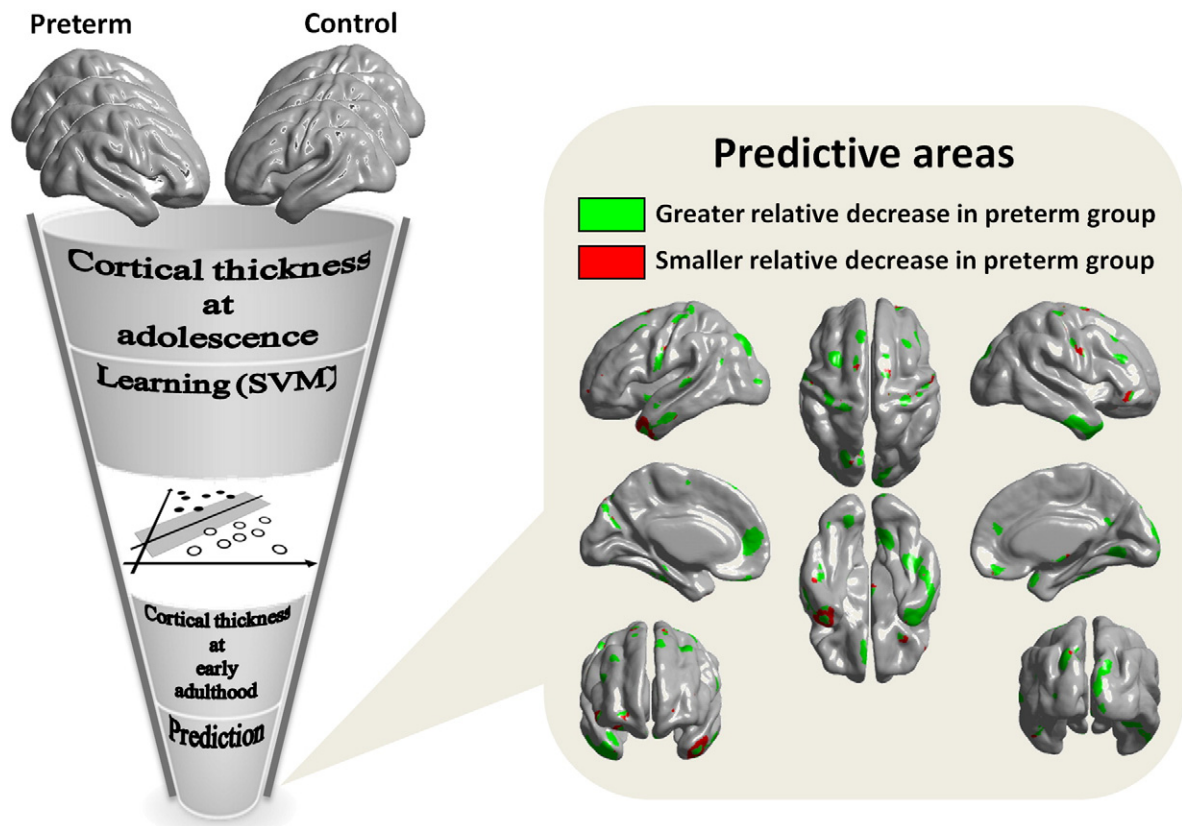 Preterm
Control
Cortical thickness
at
adolescence
Learning (SVM)
Cortical thickness
at
early
adulthood
Prediction
Predictive areas
Greater relative decrease in preterm group
Smaller relative decrease in preterm group